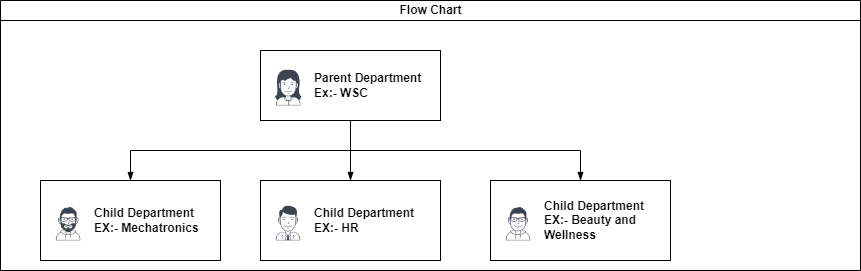 Flow Chart
Parent Department
Ex:- WSC
Child Department
EX:- Mechatronics
Child Department
EX:- HR
Child Department
EX:- Beauty and
Wellness